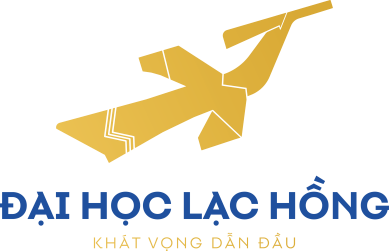 ĐẠI HỌC LẠC HỒNG
KHÁT VỌNG DẪN ĐẦU